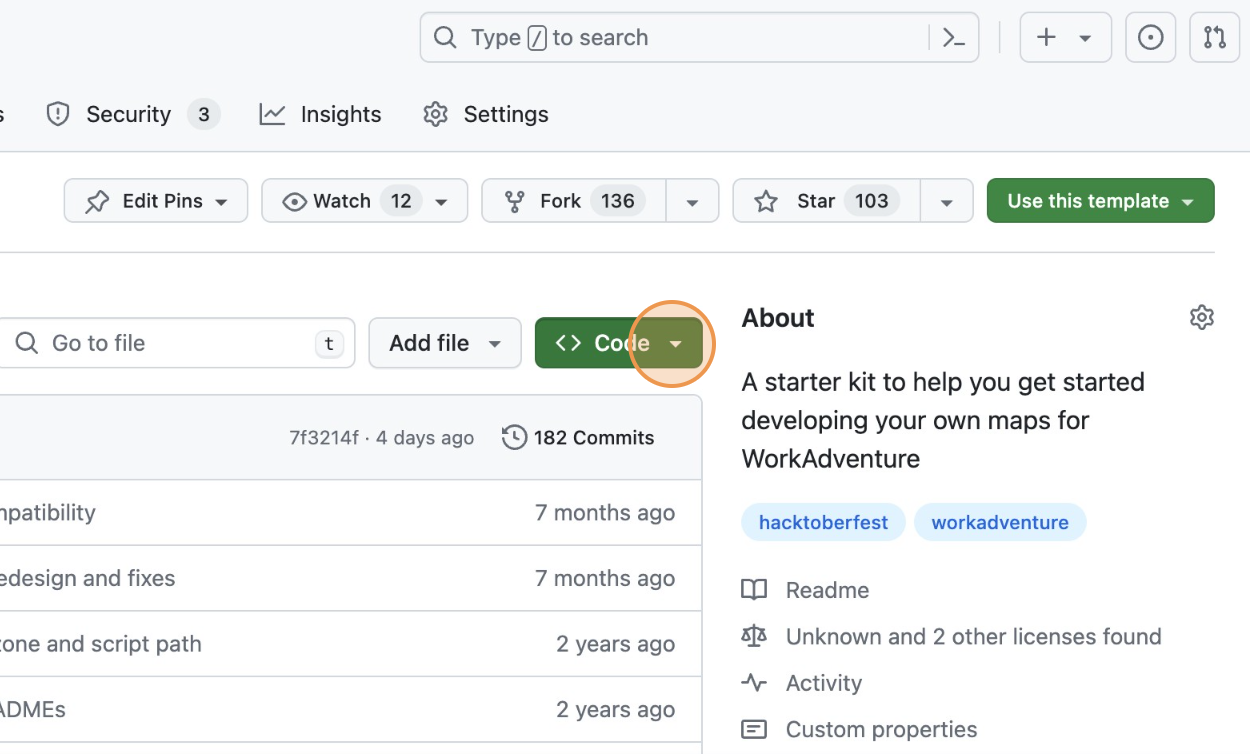 Type / to search
Security 3 Insights Settings
Edit Pins Watch 12 Fork 136 Star 103 Use this template
Go to file t Add file Code About
A starter kit to help you get started
developing your own maps for
WorkAdventure
7f3214f · 4 days ago 182 Commits
hacktoberfest workadventure
mpatibility 7 months ago
edesign and fixes 7 months ago
zone and script path 2 years ago
ADMEs 2 years ago
Readme
Unknown and 2 other licenses found
Activity
Custom properties